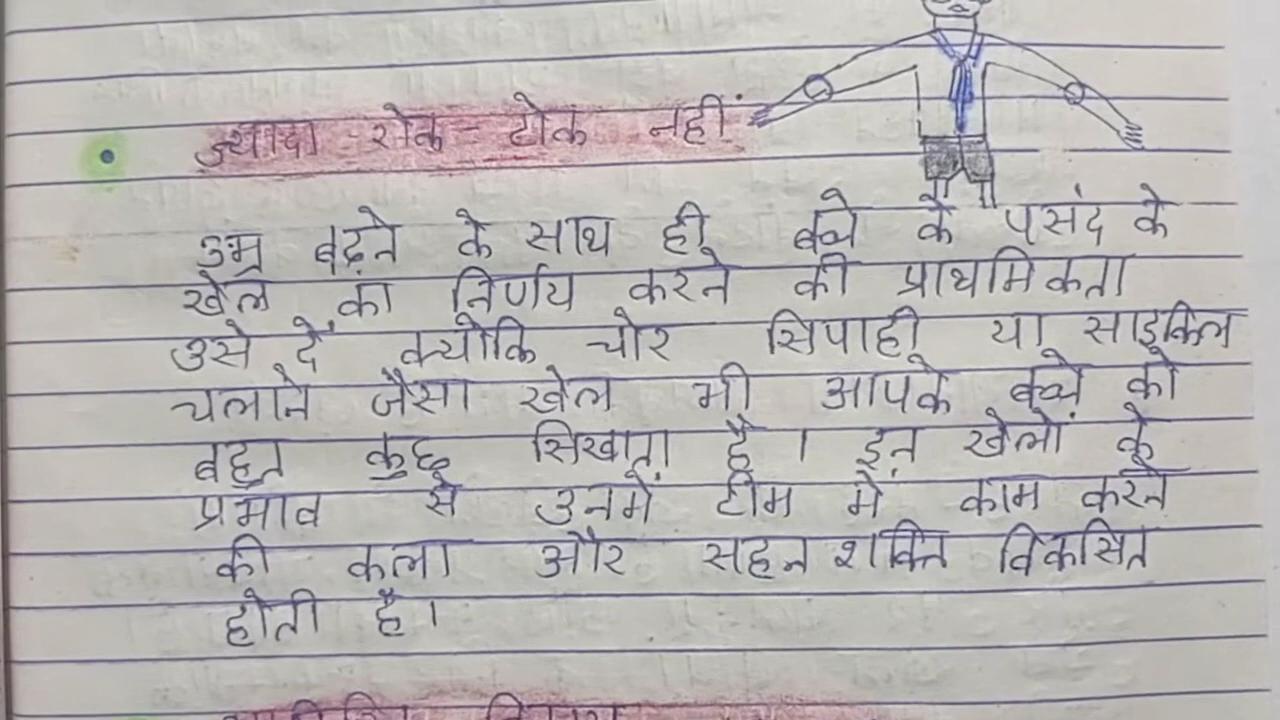 ज्यादा रोक - टोक नहीं
उम्र बढ़ने के साथ ही बच्चे के पसंद के
खेल का निर्णय करने की प्राथमिकता
उसे दें क्योकि चोर सिपाही या साइकिल
चलाने जैसा खेल भी आपके बच्चे को
बहुत कुछ सिखाता है । इन खेलों के
प्रभाव से उनमें टीम में काम करने
की कला और सहन शक्ति विकसित
होती है।